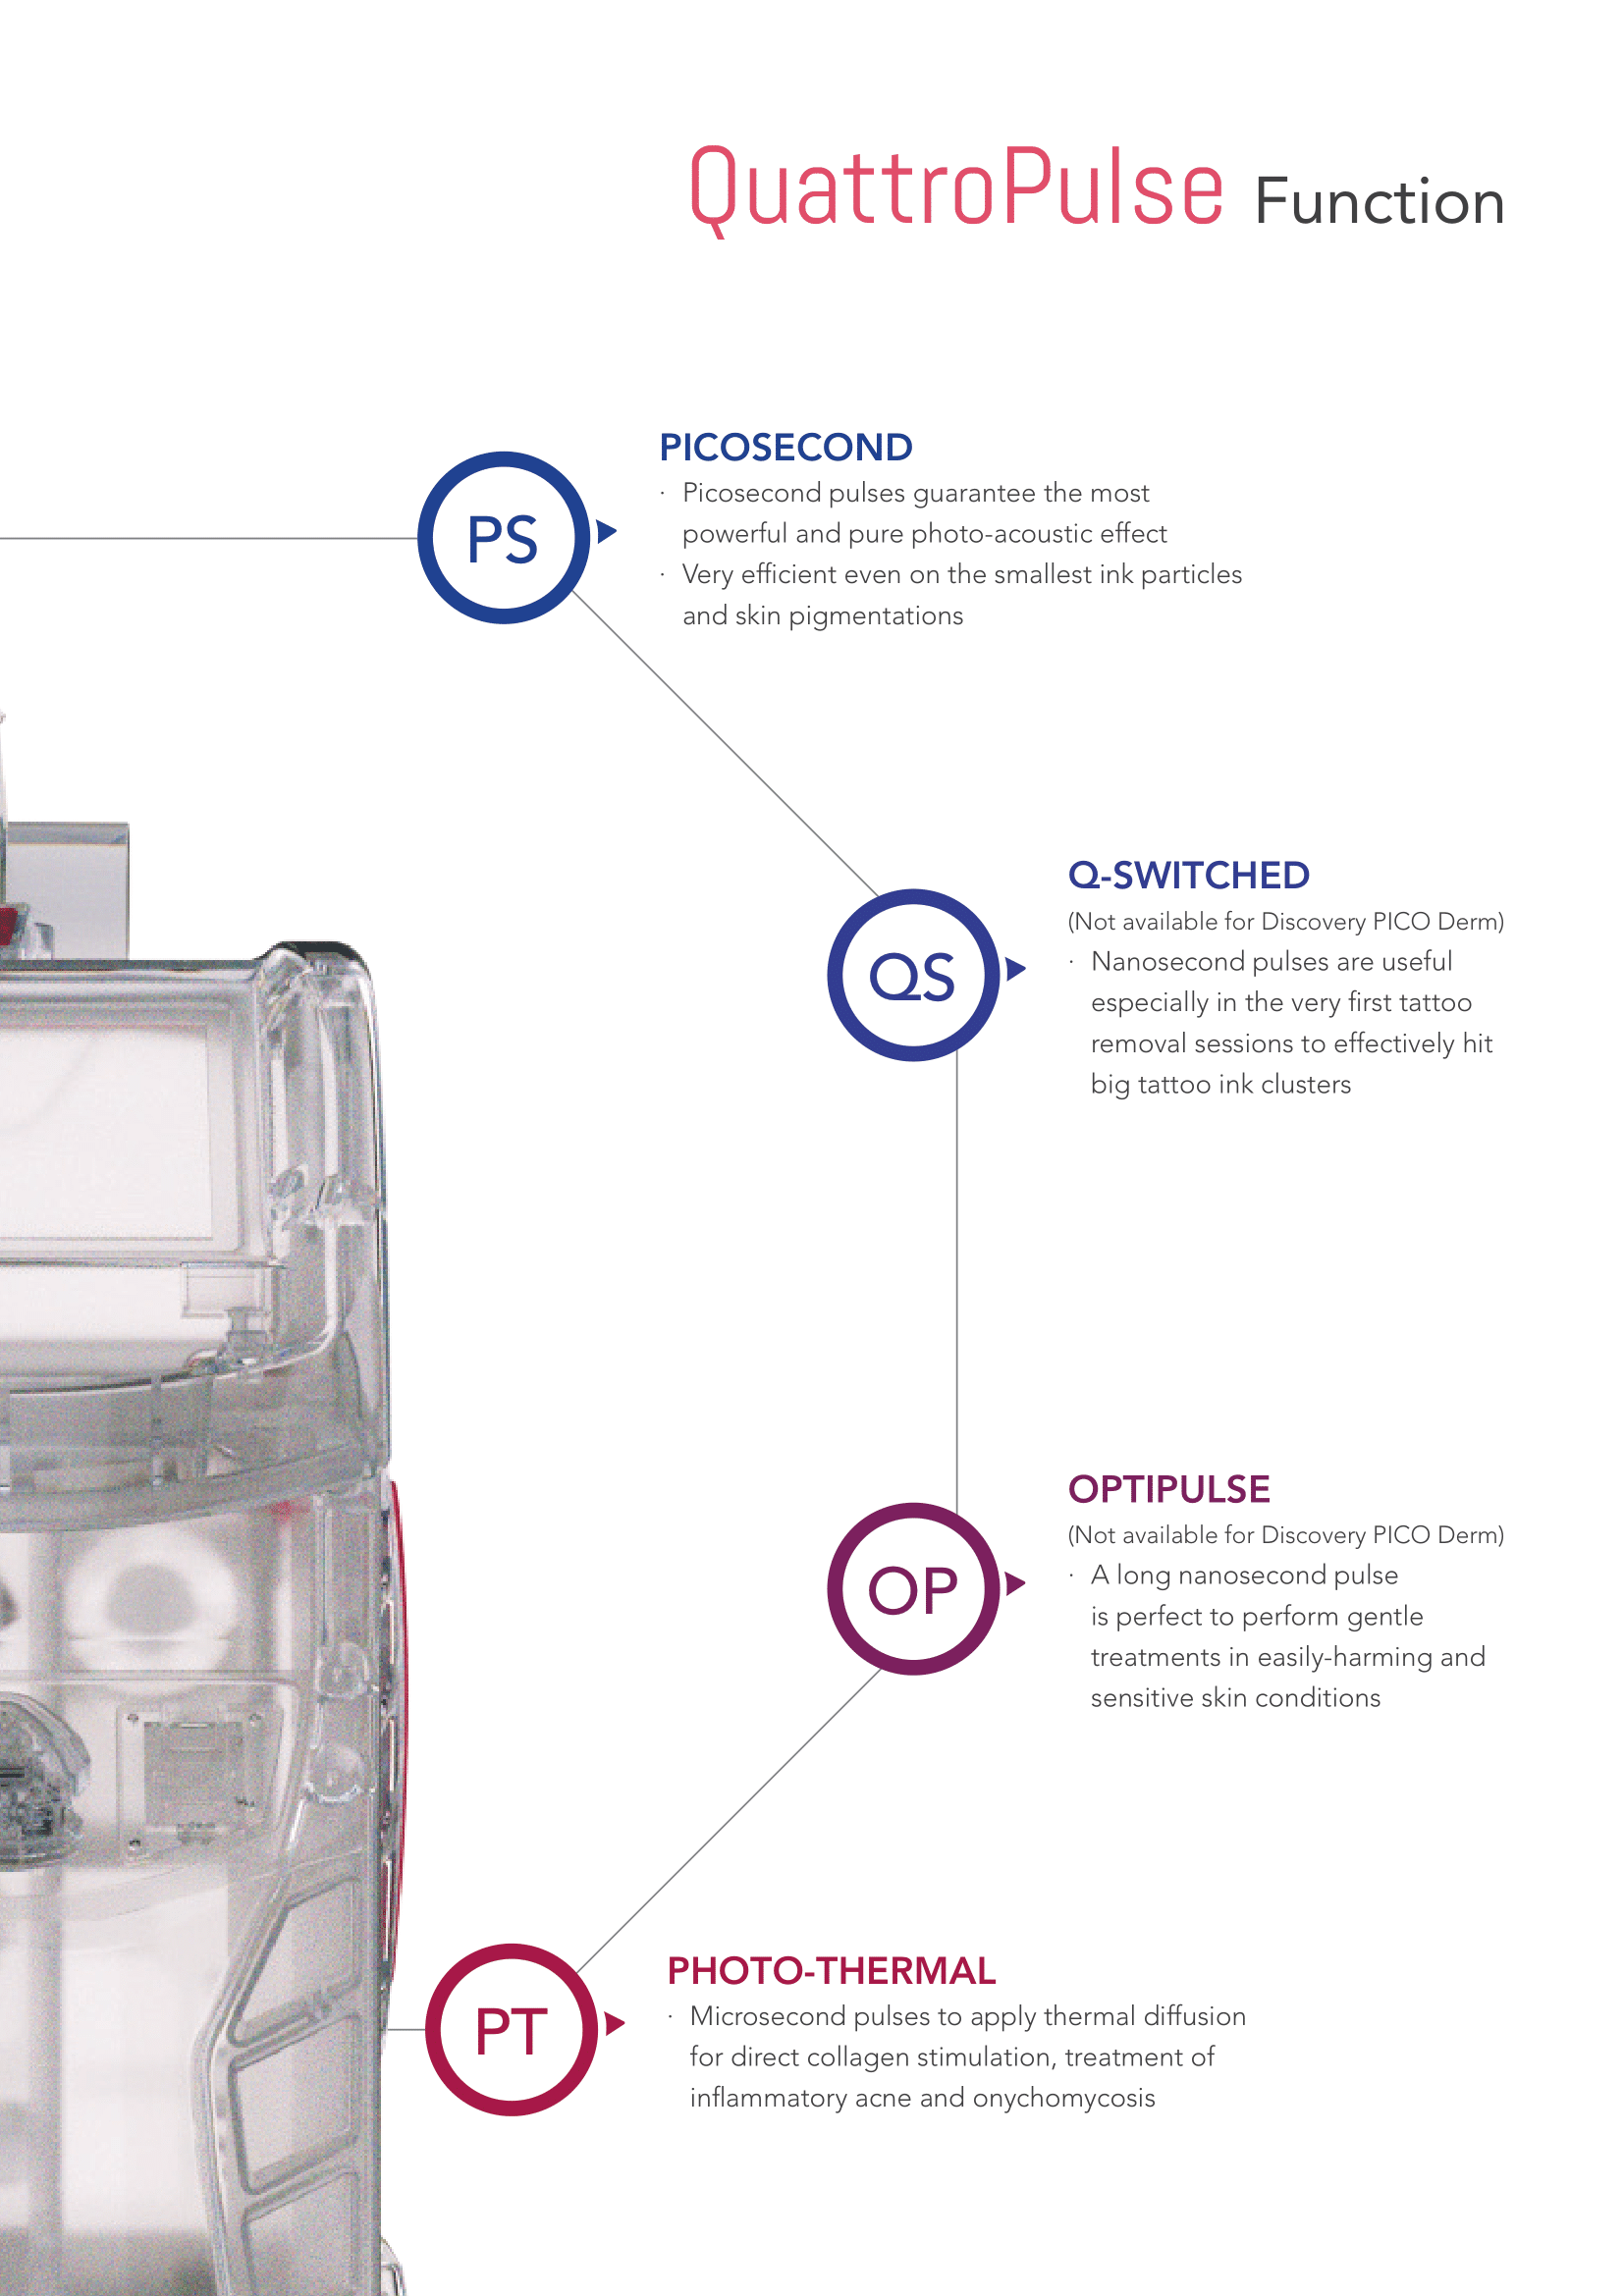 QuattroPulse Function
PS
PICOSECOND
· Picosecond pulses guarantee the most
powerful and pure photo-acoustic effect
· Very efficient even on the smallest ink particles
and skin pigmentations
QS
Q-SWITCHED
(Not available for Discovery PICO Derm)
· Nanosecond pulses are useful
especially in the very first tattoo
removal sessions to effectively hit
big tattoo ink clusters
OP
OPTIPULSE
(Not available for Discovery PICO Derm)
· A long nanosecond pulse
is perfect to perform gentle
treatments in easily-harming and
sensitive skin conditions
PT
PHOTO-THERMAL
· Microsecond pulses to apply thermal diffusion
for direct collagen stimulation, treatment of
inflammatory acne and onychomycosis